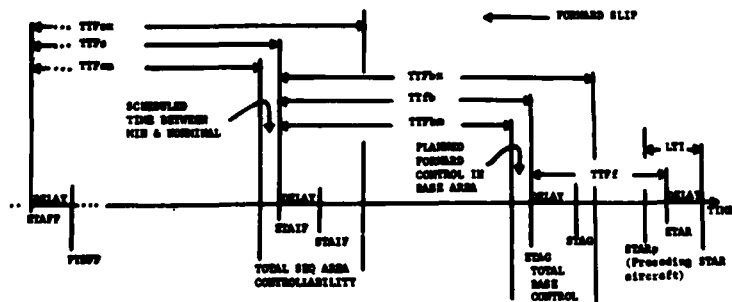 TTFsx
FORWARD SLIP
TTFs
TTFsm
TTFbx
SCHEDULED
TIME BETWEEN
MIN & NOMINAL
TTfb
TTFbm
PLANNED
FORWARD
CONTROL IN
BASE AREA
LTI
TTFf
DELAY
DELAY
DELAY
DELAY
TIME
STAFF
FTSFF
STAIF
STAIF
STAG
STAG
TOTAL
BASE
CONTROL
STARp
(Preceding
aircraft)
STAR
STAR
TOTAL SEQ AREA
CONTROLLABILITY